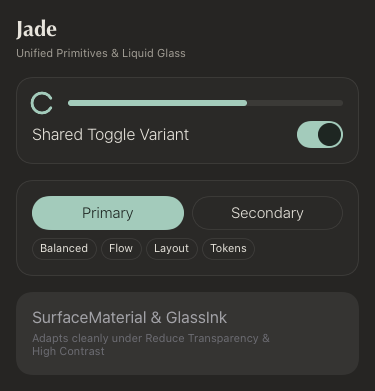 Jade
Unified Primitives & Liquid Glass
Shared Toggle Variant
Primary
Secondary
Balanced
Flow
Layout
Tokens
SurfaceMaterial & GlassInk
Adapts cleanly under Reduce Transparency &
High Contrast